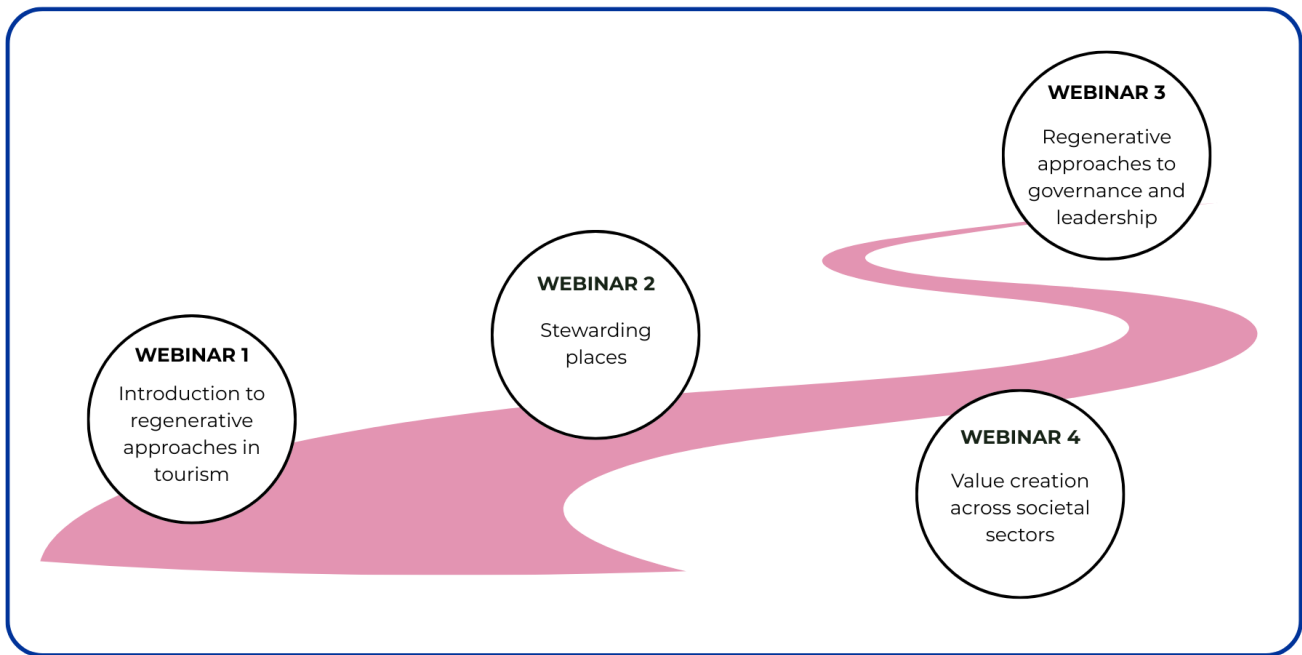 WEBINAR 1
Introduction to
regenerative
approaches in
tourism
WEBINAR 2
Stewarding
places
WEBINAR 3
Regenerative
approaches to
governance and
leadership
WEBINAR 4
Value creation
across societal
sectors